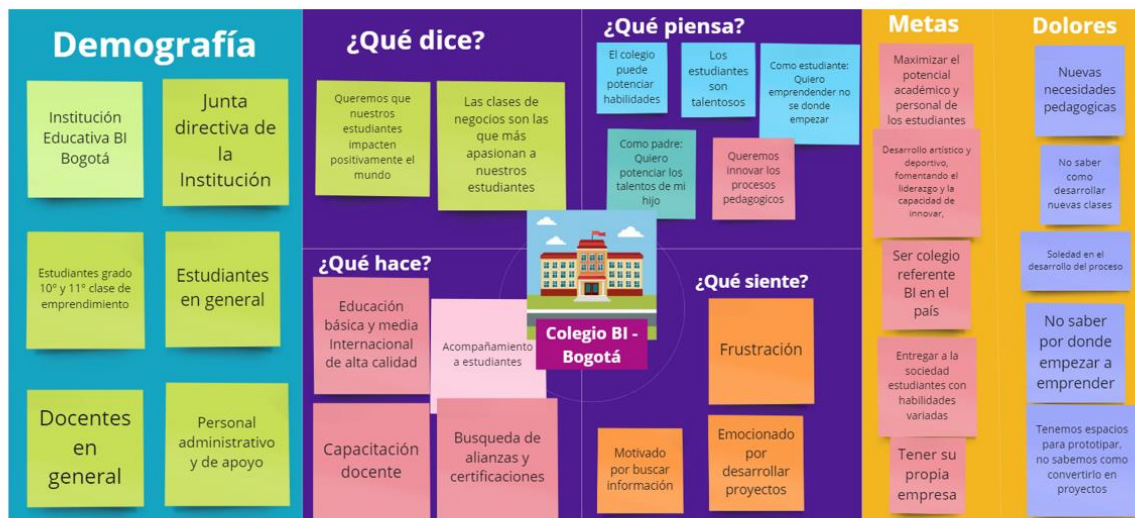 Demografía
Institución
Educativa BI
Bogotá
Junta
directiva de
la
Institución
Estudiantes grado
10° y 11° clase de
emprendimiento
Estudiantes
en general
Docentes
en
general
Personal
administrativo
y de apoyo
¿Qué dice?
Queremos que
nuestros
estudiantes
impacten
positivamente el
mundo
Las clases de
negocios son las
que más
apasionan a
nuestros
estudiantes
¿Qué piensa?
El colegio
puede
potenciar
habilidades
Los
estudiantes
son
talentosos
Como estudiante:
Quiero
emprendender no
se donde
empezar
Como padre:
Quiero
potenciar los
talentos de mi
hijo
Queremos
innovar los
procesos
pedagogicos
¿Qué hace?
Educación
básica y media
Internacional
de alta calidad
Acompañamiento
a estudiantes
Capacitación
docente
Busqueda de
alianzas y
certificaciones
Colegio BI -
Bogotá
¿Qué siente?
Frustración
Motivado
por buscar
información
Emocionado
por
desarrollar
proyectos
Metas
Maximizar el
potencial
académico y
personal de
los estudiantes
Desarrollo artístico y
deportivo,
fomentando el
liderazgo y la
capacidad de
innovar,
Ser colegio
referente
BI en el
país
Entregar a la
sociedad
estudiantes con
habilidades
variadas
Tener su
propia
empresa
Dolores
Nuevas
necesidades
pedagogicas
No saber
como
desarrollar
nuevas clases
Soledad en el
desarrollo del proceso
No saber
por donde
empezar a
emprender
Tenemos espacios
para prototipar,
no sabemos como
convertirlo en
proyectos